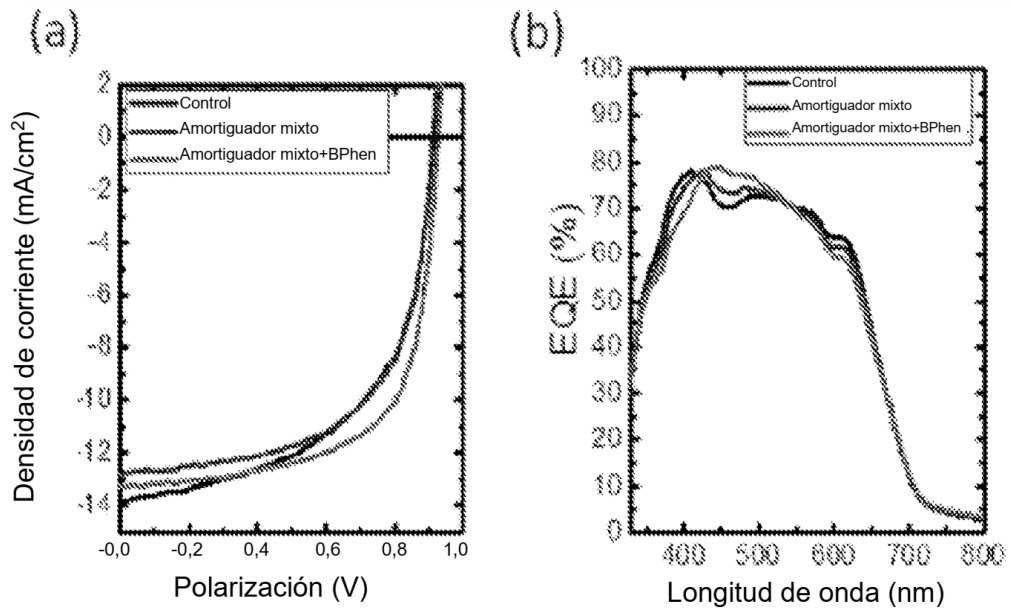 (a)
Densidad de corriente (mA/cm²)
2
0
-2
-4
-6
-8
-10
-12
-14
Control
Amortiguador mixto
Amortiguador mixto+BPhen
-0,0 -0,2 0,4 0,6 0,8 1,0
Polarización (V)
(b)
EQE (%)
100
90
80
70
60
50
40
30
20
10
0
Control
Amortiguador mixto
Amortiguador mixto+BPhen
400 500 600 700 800
Longitud de onda (nm)